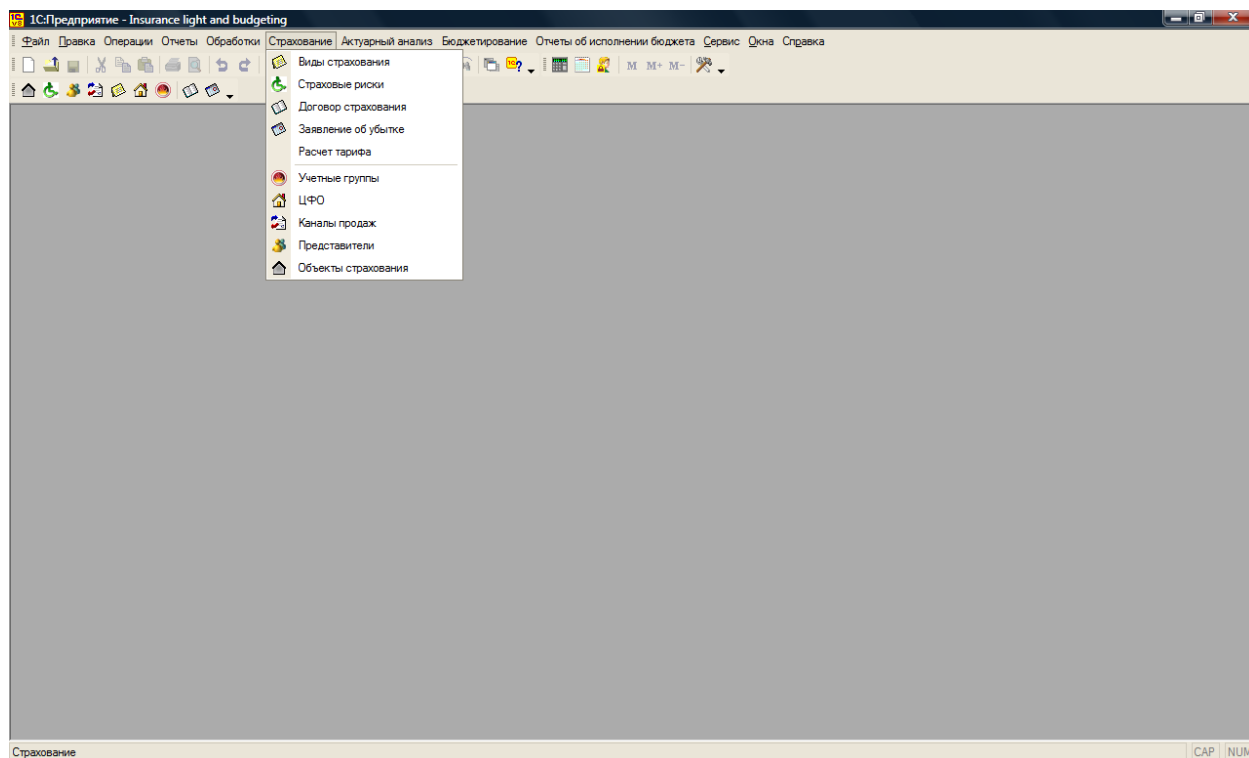 1С:Предприятие - Insurance light and budgeting
Файл Правка Операции Отчеты Обработки Страхование Актуарный анализ Бюджетирование Отчеты об исполнении бюджета Сервис Окна Справка
M M+ M-
Виды страхования
Страховые риски
Договор страхования
Заявление об убытке
Расчет тарифа
Учетные группы
ЦФО
Каналы продаж
Представители
Объекты страхования
Страхование
CAP NUM